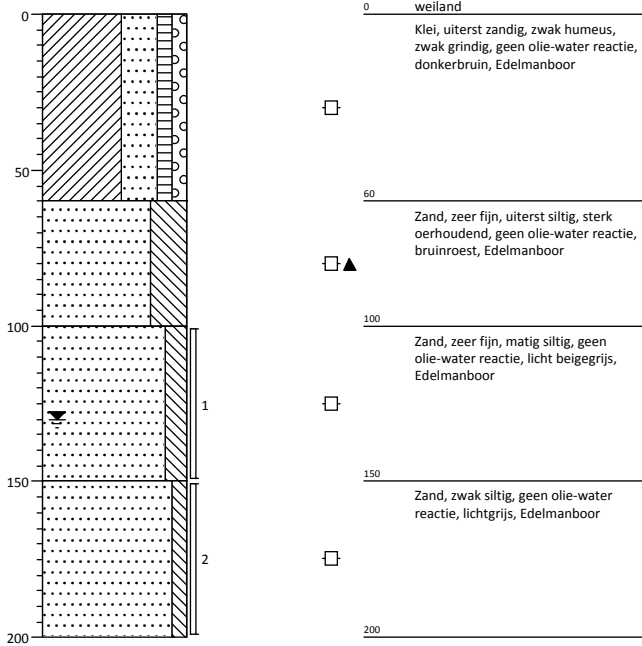 0
50
100
150
200
1
2
0
weiland
Klei, uiterst zandig, zwak humeus,
zwak grindig, geen olie-water reactie,
donkerbruin, Edelmanboor
60
Zand, zeer fijn, uiterst siltig, sterk
oerhoudend, geen olie-water reactie,
bruinroest, Edelmanboor
100
Zand, zeer fijn, matig siltig, geen
olie-water reactie, licht beigegrijs,
Edelmanboor
150
Zand, zwak siltig, geen olie-water
reactie, lichtgrijs, Edelmanboor
200